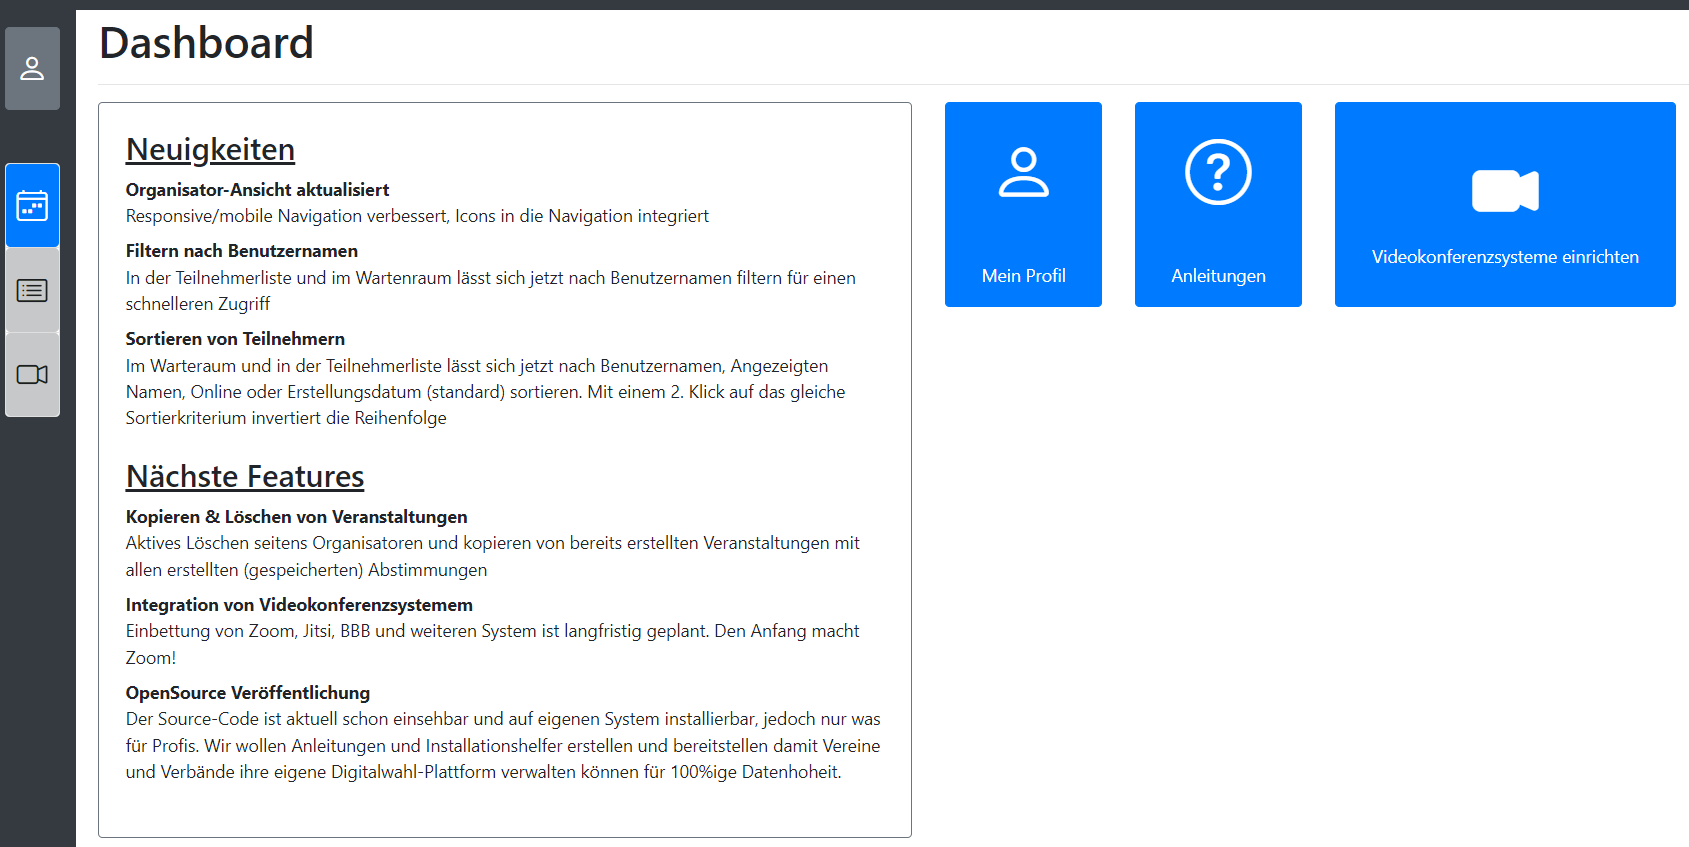 Dashboard
Neuigkeiten
Organisator-Ansicht aktualisiert
Responsive/mobile Navigation verbessert, Icons in die Navigation integriert
Filtern nach Benutzernamen
In der Teilnehmerliste und im Wartenraum lässt sich jetzt nach Benutzernamen filtern für einen
schnelleren Zugriff
Sortieren von Teilnehmern
Im Warteraum und in der Teilnehmerliste lässt sich jetzt nach Benutzernamen, Angezeigten
Namen, Online oder Erstellungsdatum (standard) sortieren. Mit einem 2. Klick auf das gleiche
Sortierkriterium invertiert die Reihenfolge
Nächste Features
Kopieren & Löschen von Veranstaltungen
Aktives Löschen seitens Organisatoren und kopieren von bereits erstellten Veranstaltungen mit
allen erstellten (gespeicherten) Abstimmungen
Integration von Videokonferenzsystemem
Einbettung von Zoom, Jitsi, BBB und weiteren System ist langfristig geplant. Den Anfang macht
Zoom!
OpenSource Veröffentlichung
Der Source-Code ist aktuell schon einsehbar und auf eigenen System installierbar, jedoch nur was
für Profis. Wir wollen Anleitungen und Installationshelfer erstellen und bereitstellen damit Vereine
und Verbände ihre eigene Digitalwahl-Plattform verwalten können für 100%ige Datenhoheit.
Mein Profil
Anleitungen
Videokonferenzsysteme einrichten